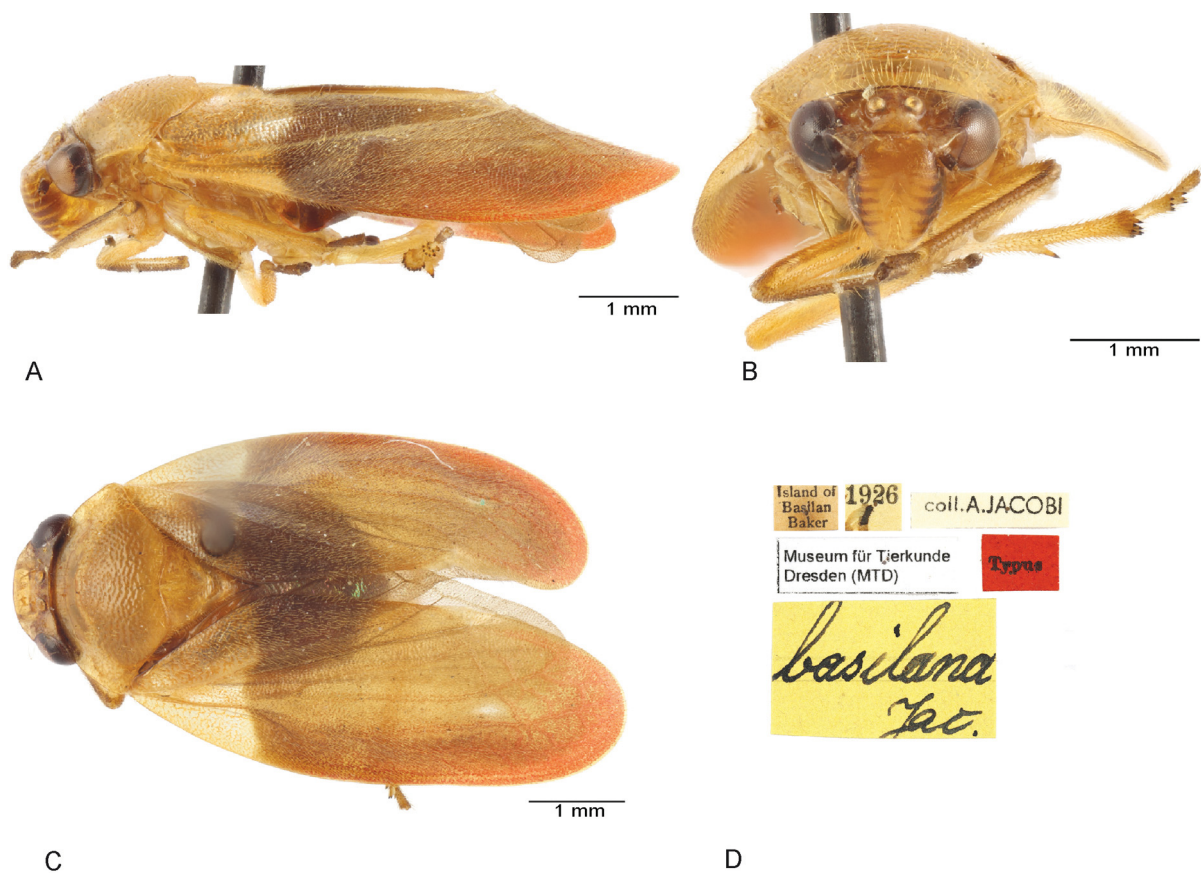 1 mm
A
1 mm
B
1 mm
C
Island of
Basilan
Baker
1926
coll.A.JACOBI
Museum für Tierkunde
Dresden (MTD)
Typus
basilana
Jac.
D